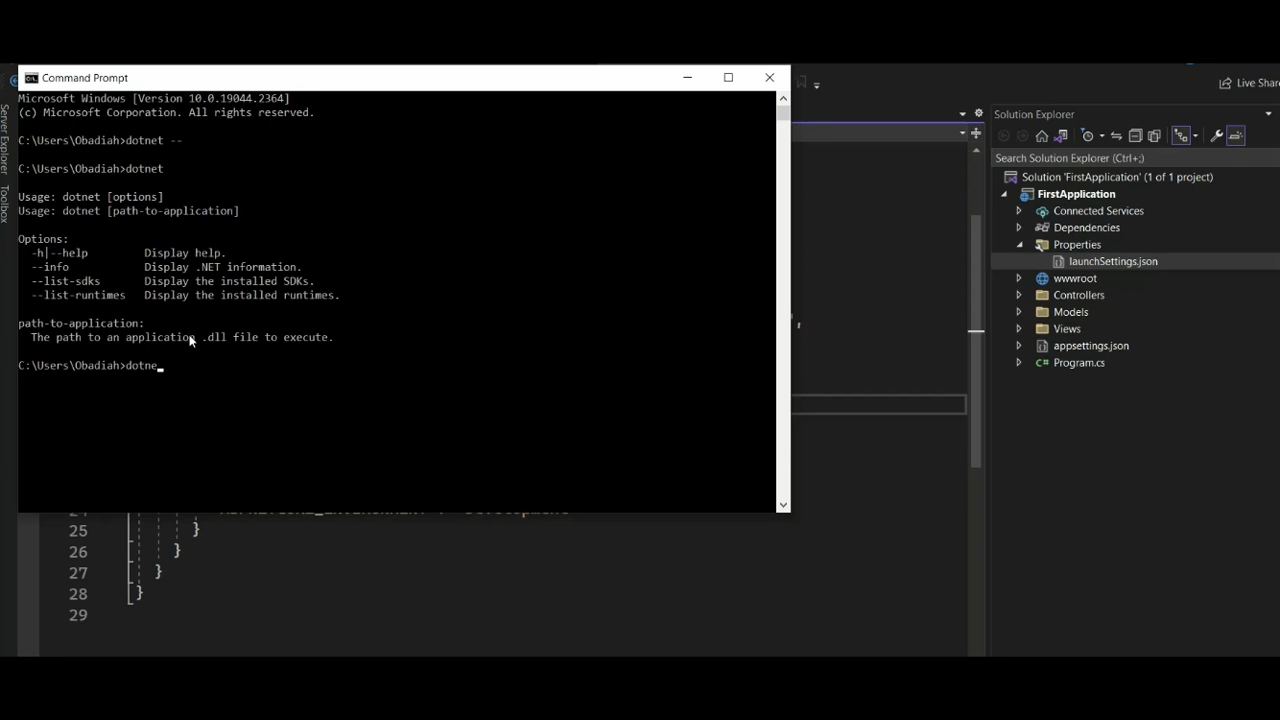 Command Prompt
Microsoft Windows [Version 10.0.19044.2364]
(c) Microsoft Corporation. All rights reserved.
C:\Users\Obadiah>dotnet --
C:\Users\Obadiah>dotnet
Usage: dotnet [options]
Usage: dotnet [path-to-application]
Options:
-h|--help Display help.
--info Display .NET information.
--list-sdks Display the installed SDKs.
--list-runtimes Display the installed runtimes.
path-to-application:
The path to an application .dll file to execute.
C:\Users\Obadiah>dotne_
Server Explorer
Toolbox
",
25 }
26 }
27 }
28 }
29
Live Share
Solution Explorer
Search Solution Explorer (Ctrl+;)
Solution 'FirstApplication' (1 of 1 project)
FirstApplication
Connected Services
Dependencies
Properties
launchSettings.json
wwwroot
Controllers
Models
Views
appsettings.json
Program.cs